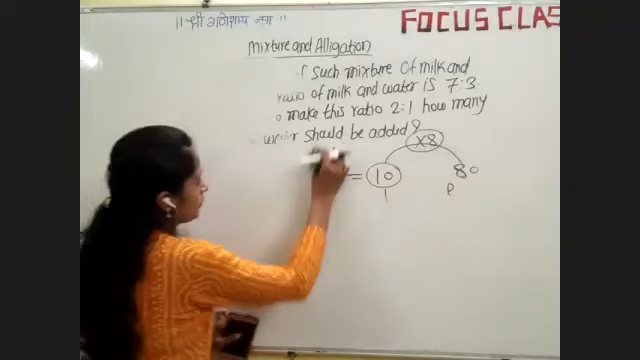 ।। श्री गणेशाय नमः ।।
FOCUS CLAS
Mixture and Alligation
Such mixture of milk and
ratio of milk and water is 7:3.
make this ratio 2:1 how many
water should be added ?
×8
= 10 80
1